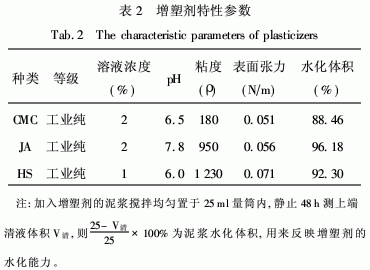 表 2 增塑剂特性参数
Tab. 2 The characteristic parameters of plasticizers
种类 等级 溶液浓度 (%) pH 粘度 (P) 表面张力 (N/m) 水化体积 (%)
CMC 工业纯 2 6.5 180 0.051 88.46
JA 工业纯 2 7.8 950 0.056 96.18
HS 工业纯 1 6.0 1 230 0.071 92.30
注: 加入增塑剂的泥浆搅拌均匀置于 25 ml 量筒内, 静止 48 h 测上端
清液体积 V清, 则 25- V清/25 × 100% 为泥浆水化体积, 用来反映增塑剂的
水化能力。